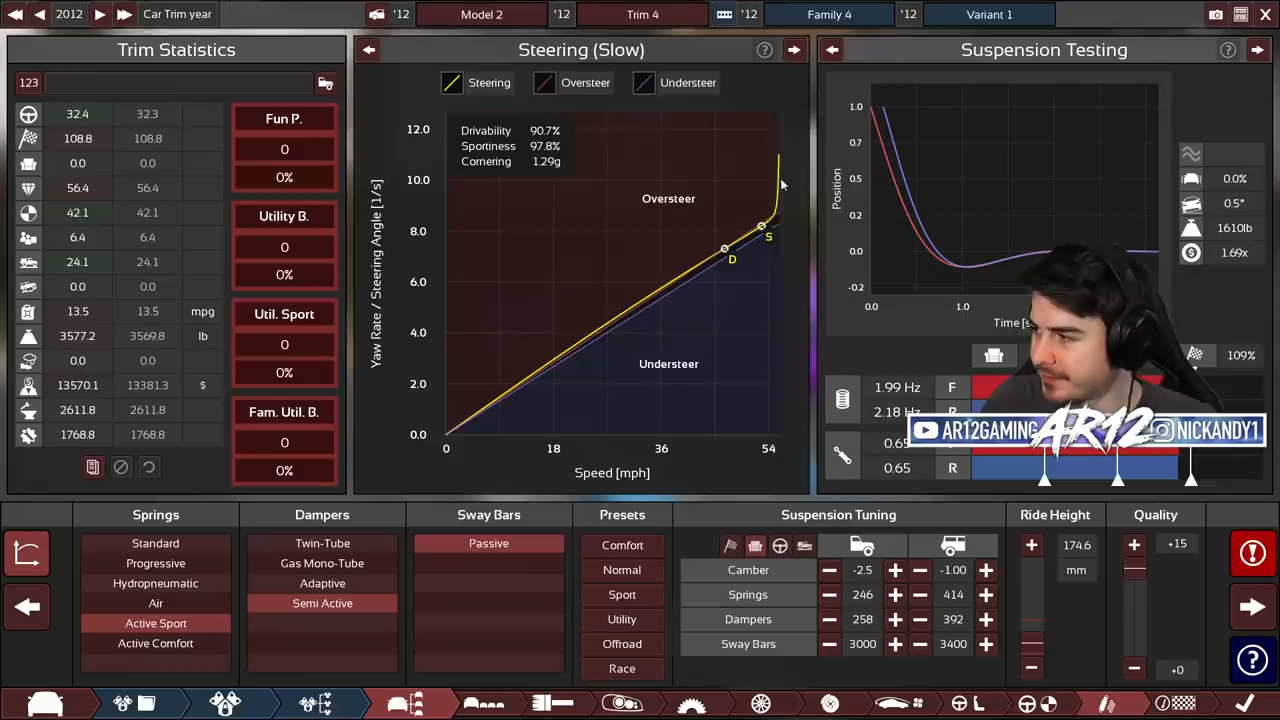 2012 Car Trim year '12 Model 2 '12 Trim 4 '12 Family 4 '12 Variant 1
Trim Statistics
123
32.4 32.3
108.8 108.8
0.0 0.0
56.4 56.4
42.1 42.1
6.4 6.4
24.1 24.1
0.0 0.0
13.5 13.5 mpg
3577.2 3569.8 lb
0.0 0.0
13570.1 13381.3 $
2611.8 2611.8
1768.8 1768.8
Fun P.
0
0%
Utility B.
0
0%
Util. Sport
0
0%
Fam. Util. B.
0
0%
Steering (Slow) ?
Steering Oversteer Understeer
Drivability 90.7%
Sportiness 97.8%
Cornering 1.29g
12.0
10.0
8.0
6.0
4.0
2.0
0.0
Yaw Rate / Steering Angle [1/s]
Oversteer
S
D
Understeer
0 18 36 54
Speed [mph]
Suspension Testing ?
1.0
0.7
0.5
0.2
0.0
-0.2
Position
0.0 1.0
Time [s
0.0%
0.5°
1610lb
1.69x
109%
1.99 Hz F
2.18 Hz R
0.65
0.65 R
AR12GAMING AR12 NICKANDY1
Springs
Standard
Progressive
Hydropneumatic
Air
Active Sport
Active Comfort
Dampers
Twin-Tube
Gas Mono-Tube
Adaptive
Semi Active
Sway Bars
Passive
Presets
Comfort
Normal
Sport
Utility
Offroad
Race
Suspension Tuning
Camber -2.5 -1.00
Springs 246 414
Dampers 258 392
Sway Bars 3000 3400
Ride Height
174.6
mm
Quality
+15
+0
?